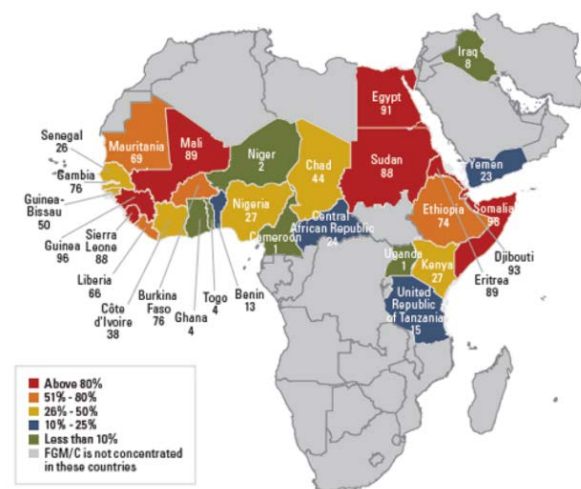 Iraq
8
Egypt
91
Senegal
26
Mauritania
69
Mali
89
Niger
2
Chad
44
Sudan
88
Yemen
23
Gambia
76
Guinea-
Bissau
50
Nigeria
27
Ethiopia
74
Somalia
98
Guinea
96
Sierra
Leone
88
Central
African Republic
24
Cameroon
1
Djibouti
93
Uganda
1
Kenya
27
Eritrea
89
Liberia
66
Côte
d'Ivoire
38
Burkina
Faso
76
Ghana
4
Togo
4
Benin
13
United
Republic
of Tanzania
15
Above 80%
51% - 80%
26% - 50%
10% - 25%
Less than 10%
FGM/C is not concentrated
in these countries